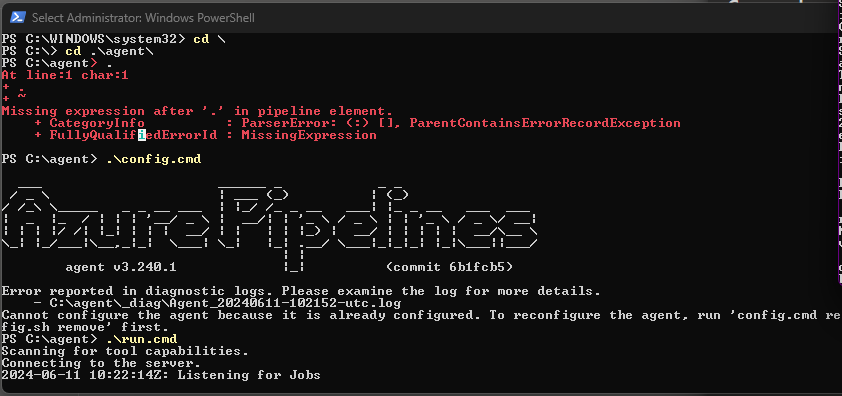 Select Administrator: Windows PowerShell
PS C:\WINDOWS\system32> cd \
PS C:\> cd .\agent\
PS C:\agent> .
At line:1 char:1
+ .
+ ~
Missing expression after '.' in pipeline element.
    + CategoryInfo          : ParserError: (:) [], ParentContainsErrorRecordException
    + FullyQualifiedErrorId : MissingExpression
PS C:\agent> .\config.cmd
AzurePipelines
agent v3.240.1          (commit 6b1fcb5)
Error reported in diagnostic logs. Please examine the log for more details.
    - C:\agent\_diag\Agent_20240611-102152-utc.log
Cannot configure the agent because it is already configured. To reconfigure the agent, run 'config.cmd re
fig.sh remove' first.
PS C:\agent> .\run.cmd
Scanning for tool capabilities.
Connecting to the server.
2024-06-11 10:22:14Z: Listening for Jobs